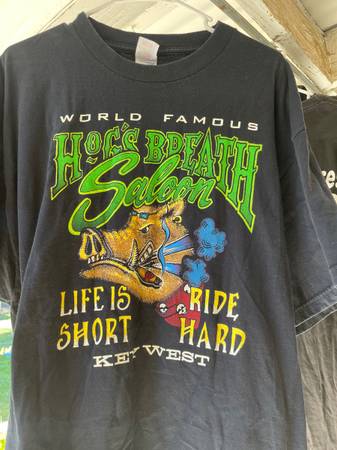 WORLD FAMOUS
HOG'S BREATH
Saloon
LIFE IS RIDE
SHORT HARD
KEY WEST